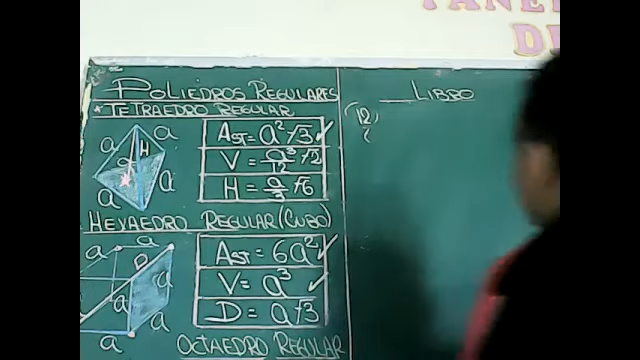 POLIEDROS REGULARES
* TETRAEDRO REGULAR
a
a
H
a
a
AST = a²√3
V = a³/12 √2
H = a/3 √6
HEXAEDRO REGULAR (CUBO)
a
a
D
a
a
a
a
AST = 6a²
V = a³
D = a√3
OCTAEDRO REGULAR
LIBRO
12